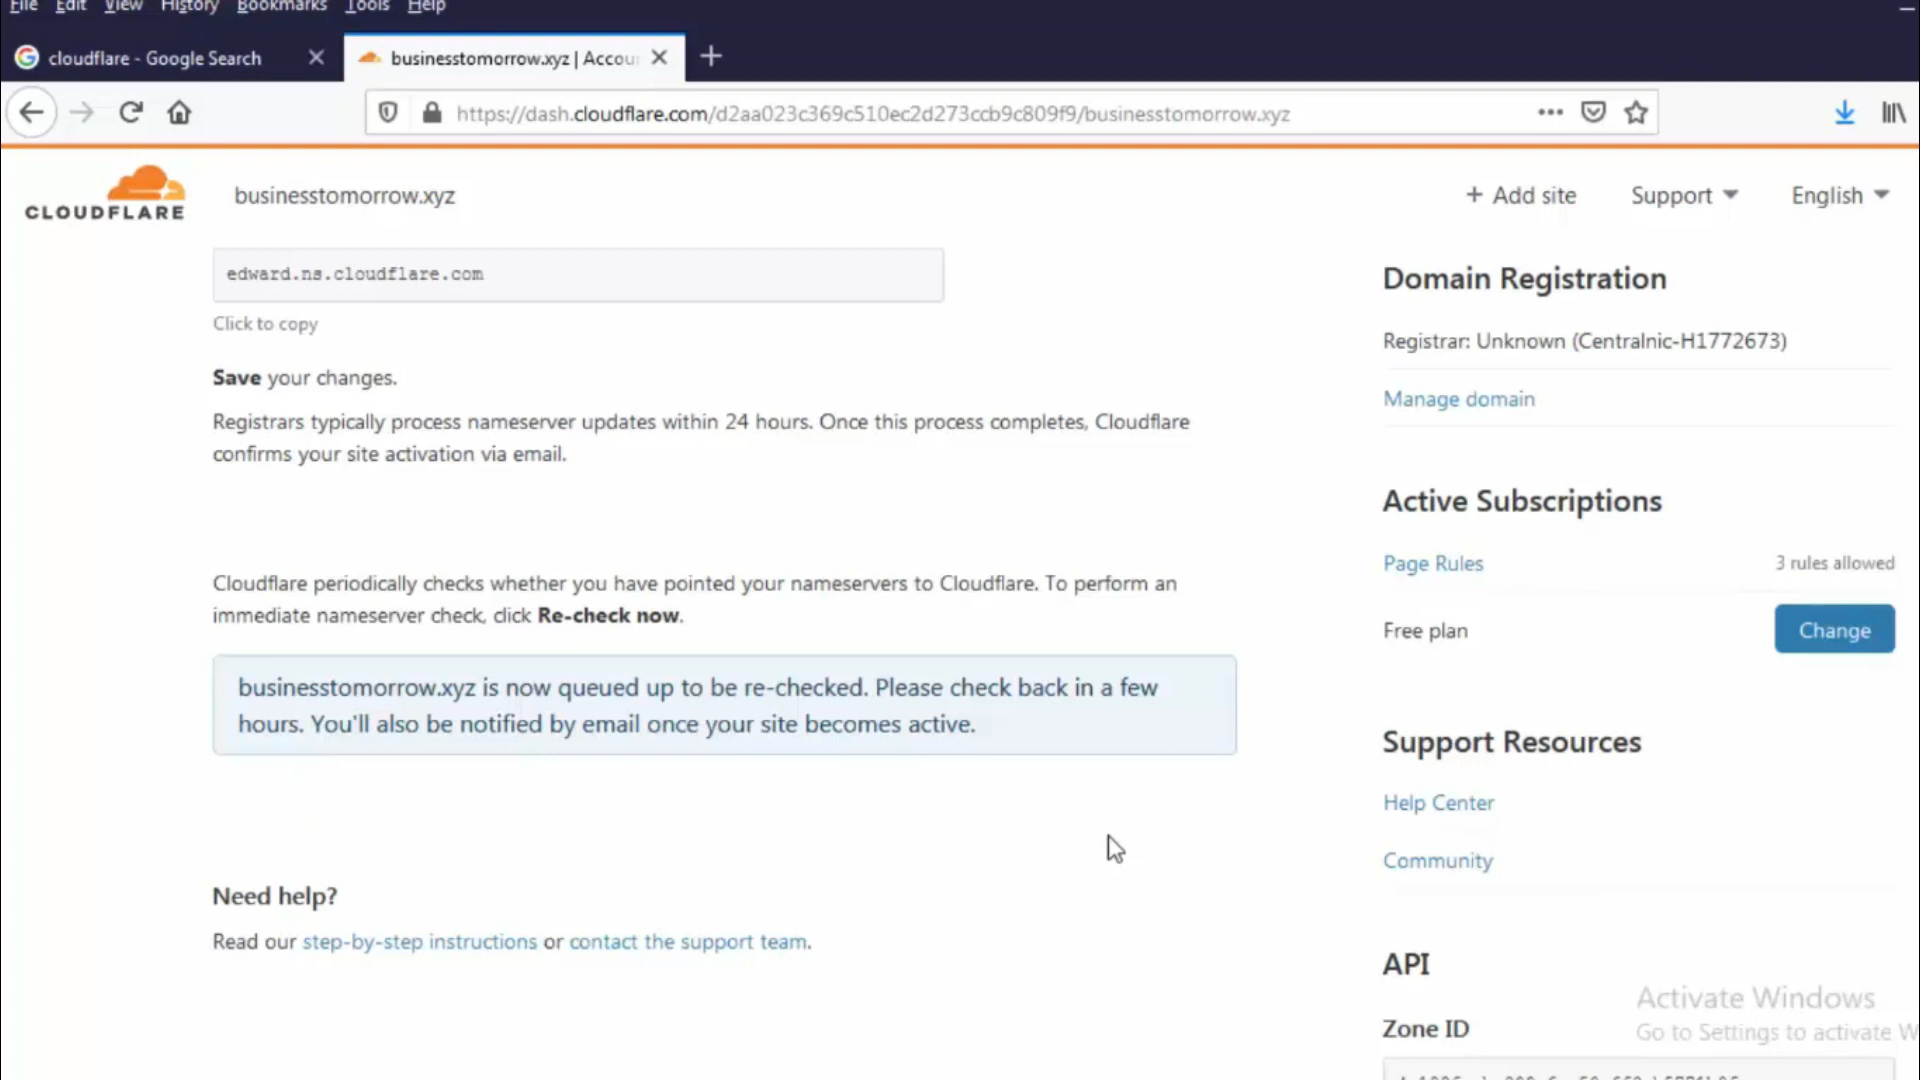 File Edit View History Bookmarks Tools Help
cloudflare - Google Search
businesstomorrow.xyz | Accou
https://dash.cloudflare.com/d2aa023c369c510ec2d273ccb9c809f9/businesstomorrow.xyz
CLOUDFLARE
businesstomorrow.xyz
+ Add site
Support
English
edward.ns.cloudflare.com
Click to copy
Save your changes.
Registrars typically process nameserver updates within 24 hours. Once this process completes, Cloudflare
confirms your site activation via email.
Cloudflare periodically checks whether you have pointed your nameservers to Cloudflare. To perform an
immediate nameserver check, click Re-check now.
businesstomorrow.xyz is now queued up to be re-checked. Please check back in a few
hours. You'll also be notified by email once your site becomes active.
Need help?
Read our step-by-step instructions or contact the support team.
Domain Registration
Registrar: Unknown (Centralnic-H1772673)
Manage domain
Active Subscriptions
Page Rules
3 rules allowed
Free plan
Change
Support Resources
Help Center
Community
API
Zone ID
Activate Windows
Go to Settings to activate W